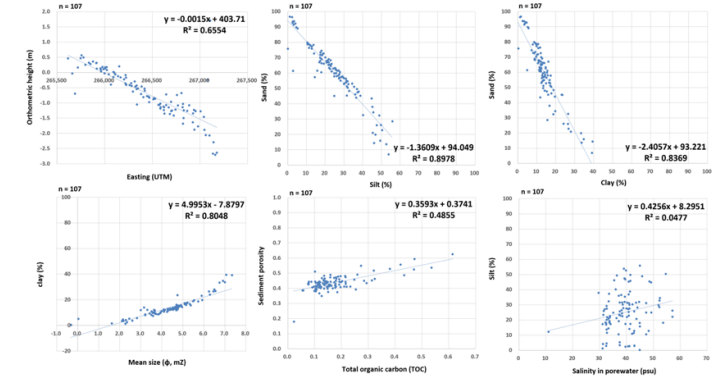 n = 107
y = -0.0015x + 403.71
R² = 0.6554
Orthometric height (m)
2.0
1.5
1.0
0.5
0.0
-0.5
-1.0
-1.5
-2.0
-2.5
-3.0
265,500
266,000
266,500
267,000
267,500
Easting (UTM)
n = 107
Sand (%)
100
90
80
70
60
50
40
30
20
10
0
y = -1.3609x + 94.049
R² = 0.8978
0 10 20 30 40 50 60 70 80 90 100
Silt (%)
n = 107
Sand (%)
100
90
80
70
60
50
40
30
20
10
0
y = -2.4057x + 93.221
R² = 0.8369
0 10 20 30 40 50 60 70 80 90 100
Clay (%)
n = 107
y = 4.9953x - 7.8797
R² = 0.8048
clay (%)
100
80
60
40
20
0
-20
-1.0 0.0 1.0 2.0 3.0 4.0 5.0 6.0 7.0 8.0
Mean size (ϕ, mZ)
n = 107
y = 0.3593x + 0.3741
R² = 0.4855
Sediment porosity
1.0
0.9
0.8
0.7
0.6
0.5
0.4
0.3
0.2
0.1
0.0
0.0 0.1 0.2 0.3 0.4 0.5 0.6 0.7
Total organic carbon (TOC)
n = 107
y = 0.4256x + 8.2951
R² = 0.0477
Silt (%)
100
90
80
70
60
50
40
30
20
10
0
0 10 20 30 40 50 60 70
Salinity in porewater (psu)